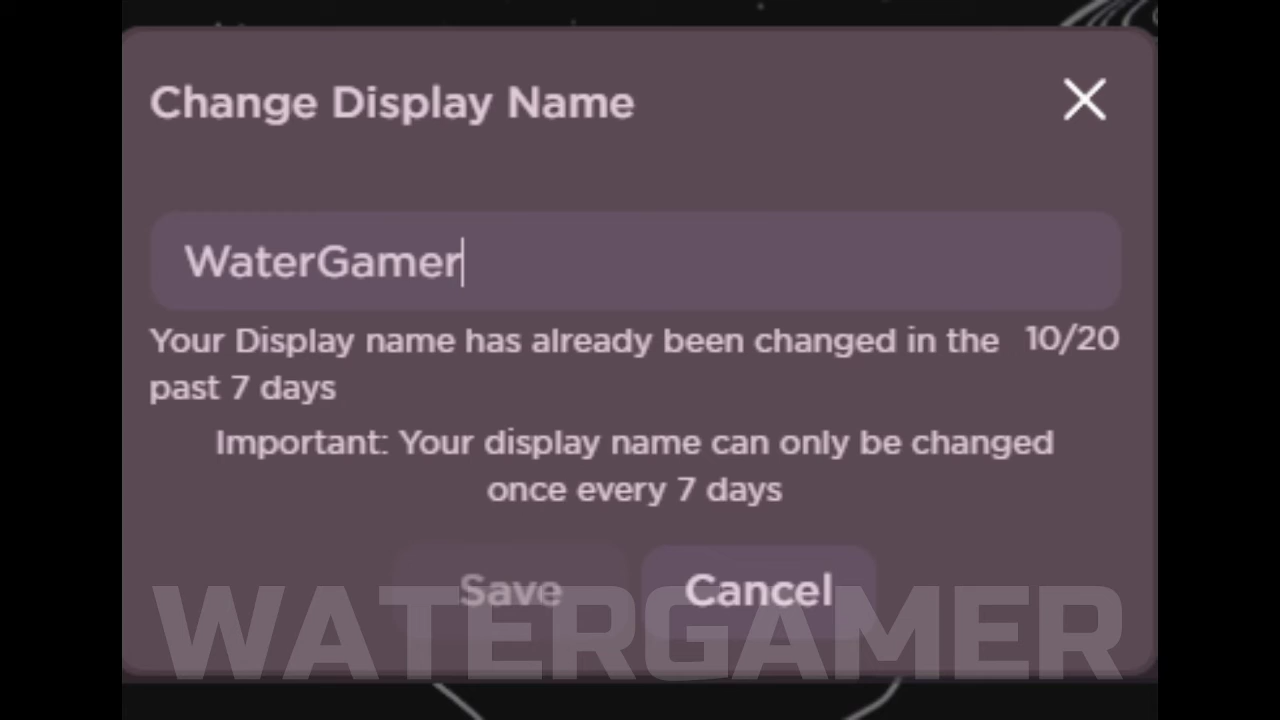 Change Display Name
WaterGamer
Your Display name has already been changed in the 10/20
past 7 days
Important: Your display name can only be changed
once every 7 days
Save Cancel
WATERGAMER